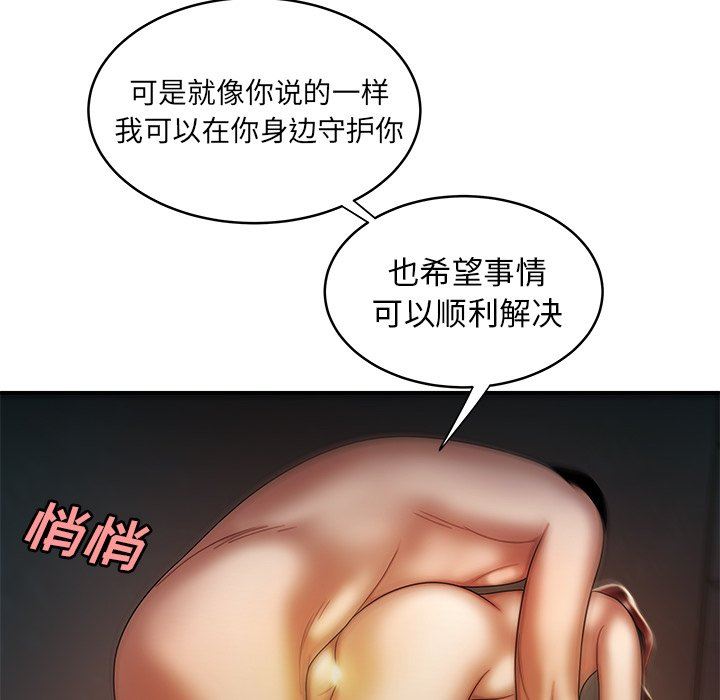 可是就像你说的一样
我可以在你身边守护你
也希望事情
可以顺利解决
悄悄